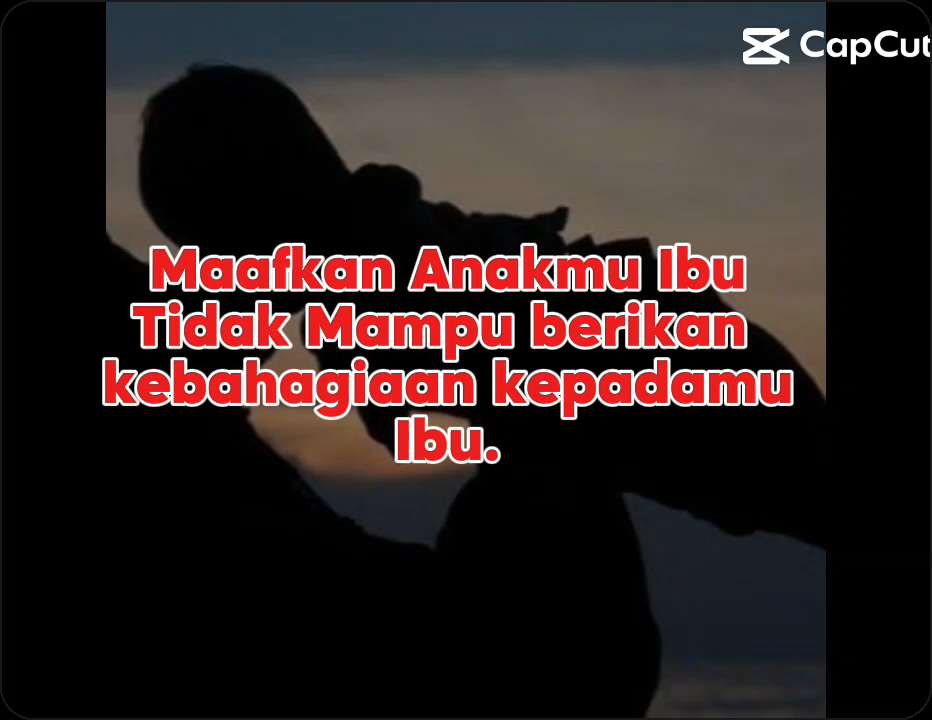 CapCut
Maafkan Anakmu Ibu
Tidak Mampu berikan
kebahagiaan kepadamu
Ibu.